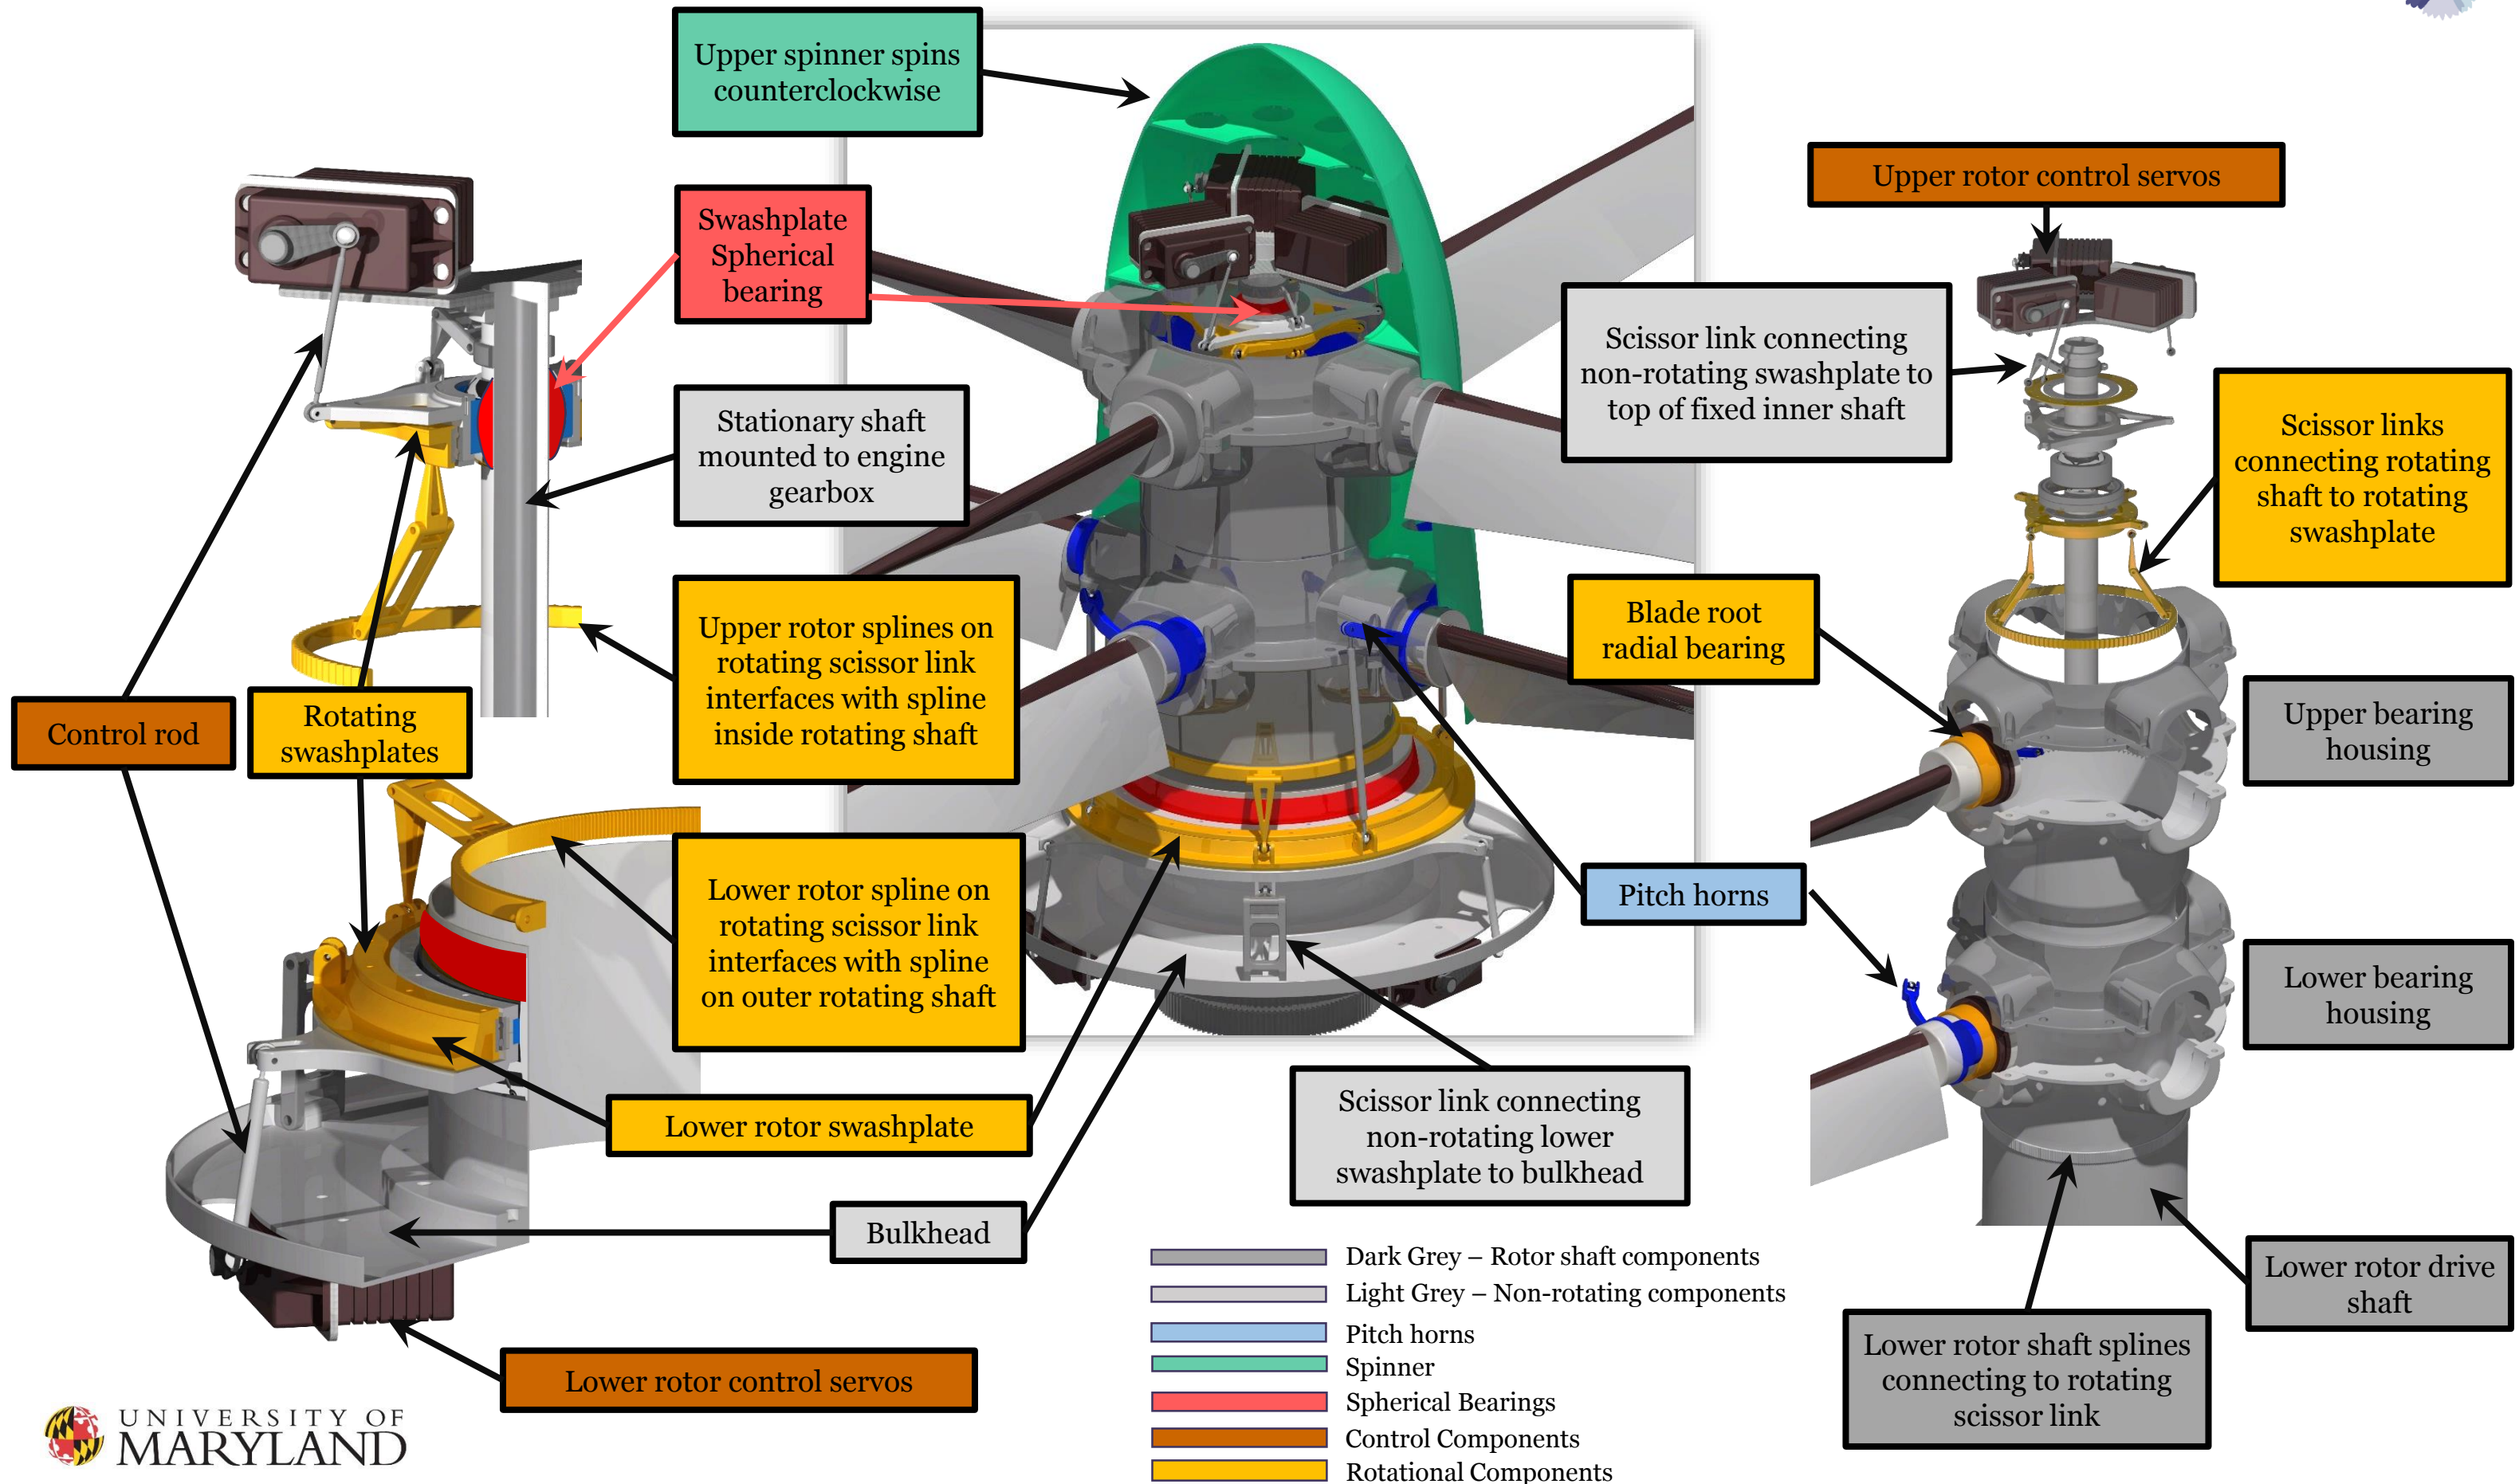 Upper spinner spins
counterclockwise
Swashplate
Spherical
bearing
Stationary shaft
mounted to engine
gearbox
Upper rotor splines on
rotating scissor link
interfaces with spline
inside rotating shaft
Control rod
Rotating
swashplates
Lower rotor spline on
rotating scissor link
interfaces with spline
on outer rotating shaft
Lower rotor swashplate
Bulkhead
Lower rotor control servos
Upper rotor control servos
Scissor link connecting
non-rotating swashplate to
top of fixed inner shaft
Scissor links
connecting rotating
shaft to rotating
swashplate
Blade root
radial bearing
Upper bearing
housing
Pitch horns
Lower bearing
housing
Scissor link connecting
non-rotating lower
swashplate to bulkhead
Lower rotor drive
shaft
Lower rotor shaft splines
connecting to rotating
scissor link
Dark Grey – Rotor shaft components
Light Grey – Non-rotating components
Pitch horns
Spinner
Spherical Bearings
Control Components
Rotational Components
UNIVERSITY OF
MARYLAND